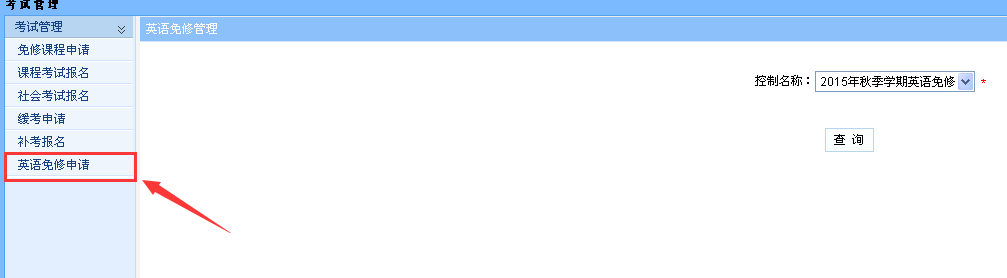 考试管理
考试管理
英语免修管理
免修课程申请
课程考试报名
社会考试报名
缓考申请
补考报名
英语免修申请
控制名称：2015年秋季学期英语免修 *
查 询